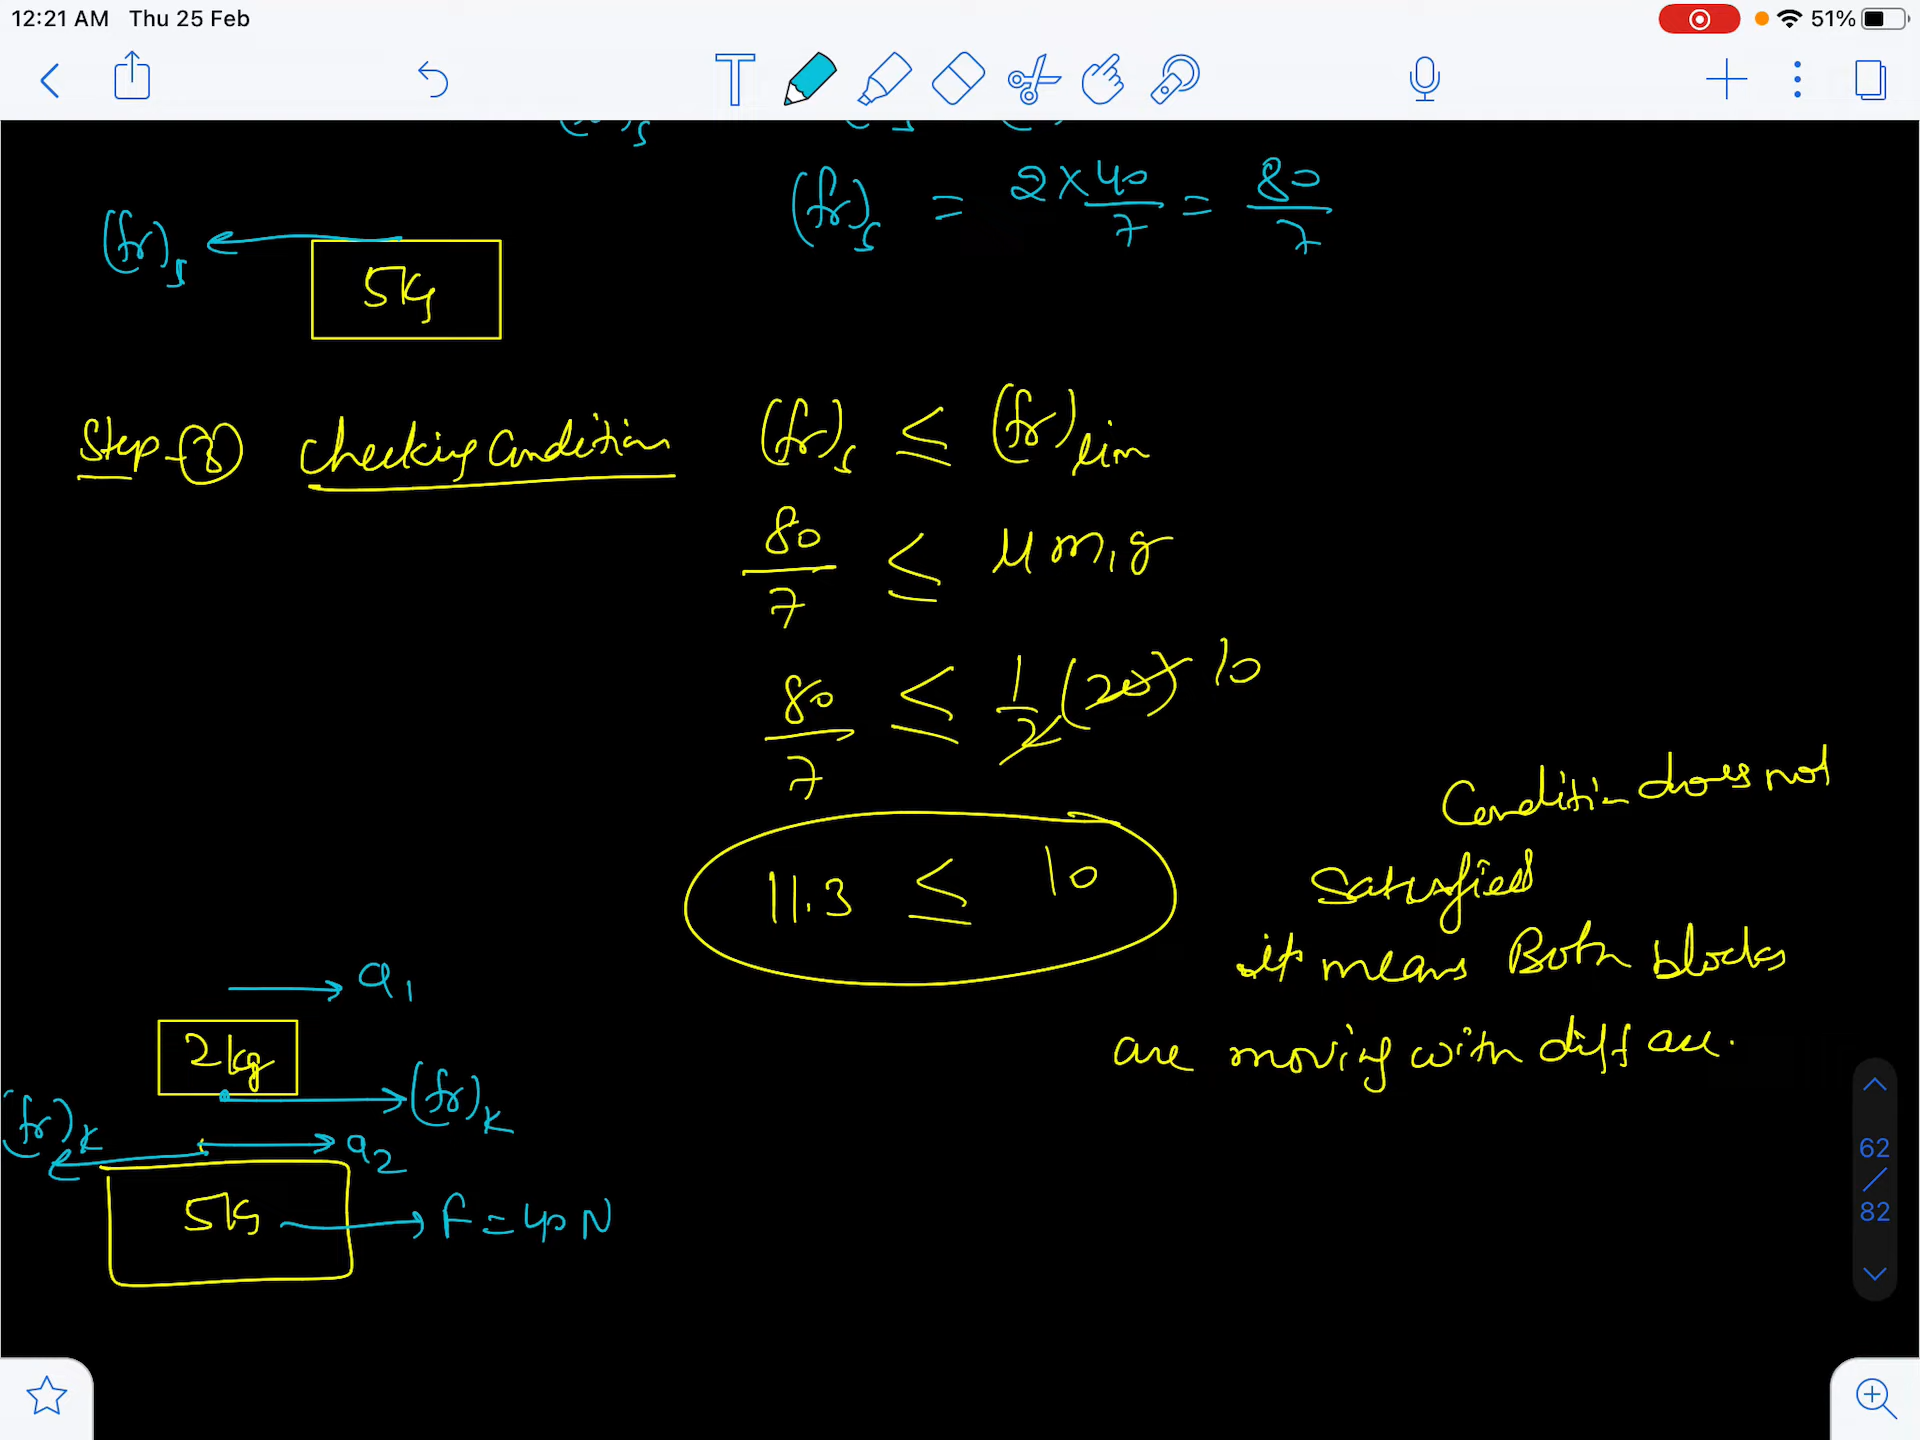 12:21 AM Thu 25 Feb
51%
T
(fr)s = 2 × 40/7 = 80/7
(fr)s
5kg
Step-③ Checking Condition (fr)s ≤ (fr)lim
80/7 ≤ μ m₁g
80/7 ≤ 1/2 (20) 10
Condition does not
11.3 ≤ 10
Satisfied
it means Both blocks
are moving with diff acc.
a₁
2kg
(fr)k
(fr)k
a₂
5kg
F = 40 N
62
/
82